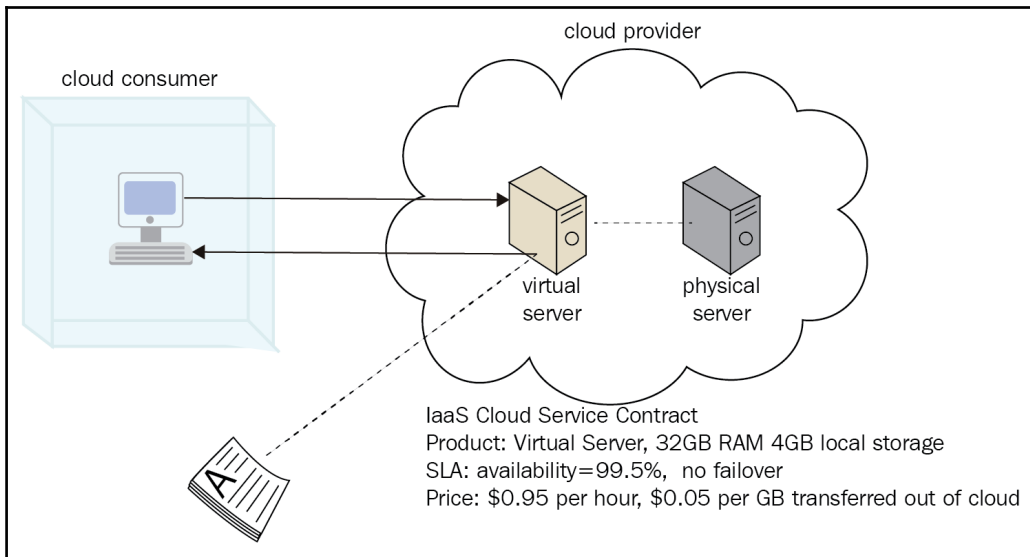 cloud provider
cloud consumer
virtual
server
physical
server
IaaS Cloud Service Contract
Product: Virtual Server, 32GB RAM 4GB local storage
SLA: availability=99.5%, no failover
Price: $0.95 per hour, $0.05 per GB transferred out of cloud
A